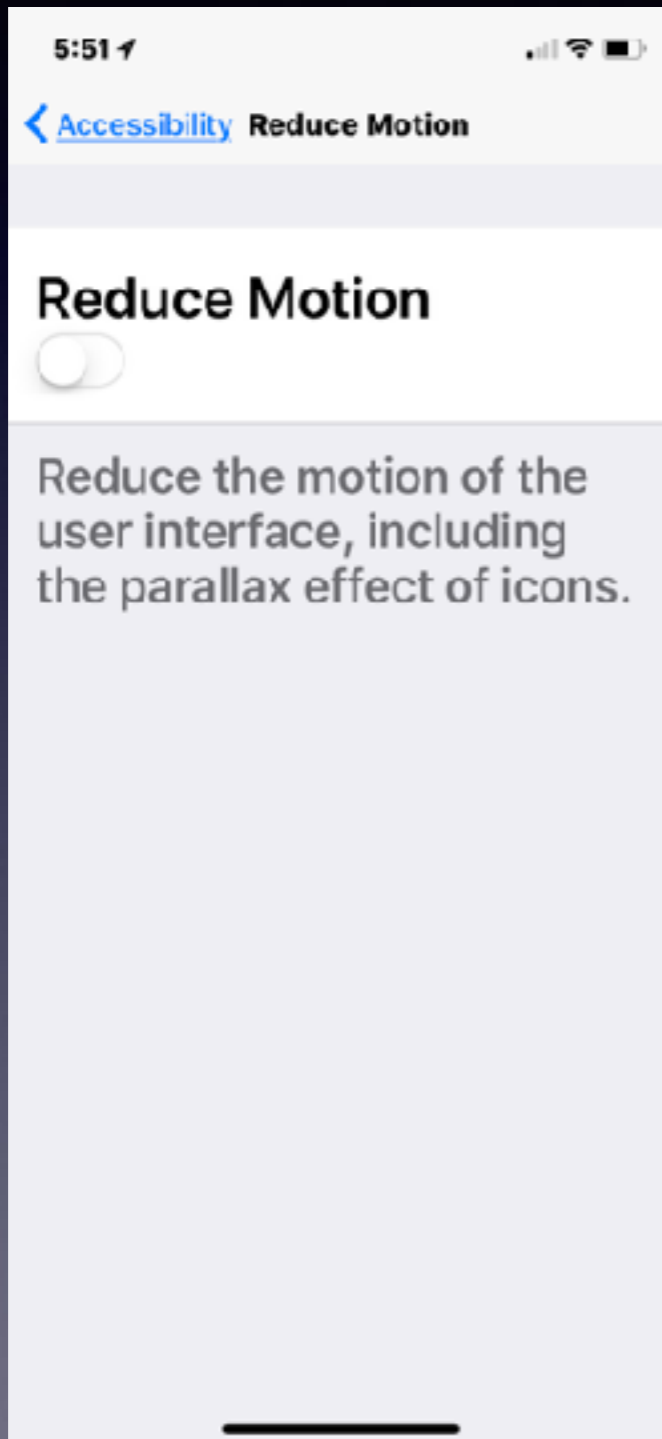 5:51
Accessibility Reduce Motion
Reduce Motion
Reduce the motion of the
user interface, including
the parallax effect of icons.